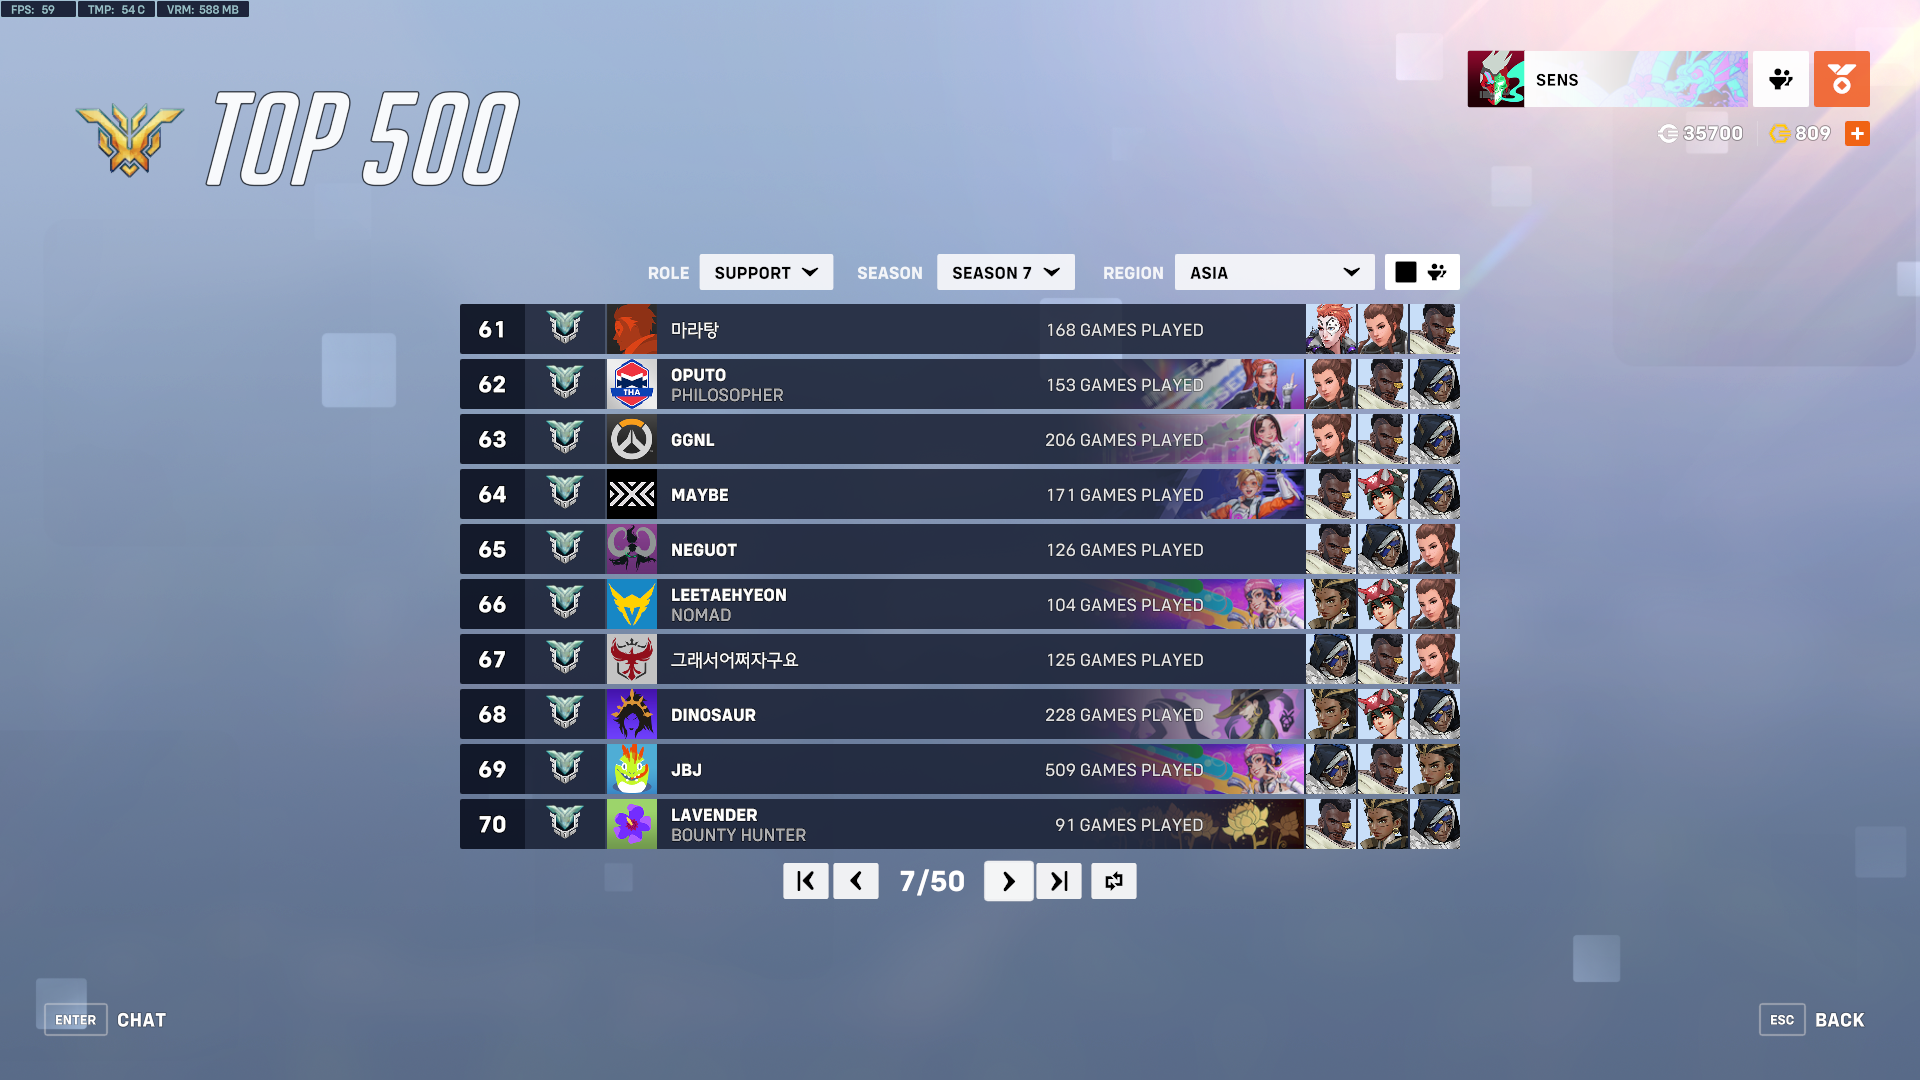 FPS: 59 TMP: 54 C VRM: 588 MB
SENS
TOP 500
35700 809
ROLE SUPPORT SEASON SEASON 7 REGION ASIA
61 마라탕 168 GAMES PLAYED
62 OPUTO 153 GAMES PLAYED
PHILOSOPHER
THA
63 GGNL 206 GAMES PLAYED
64 MAYBE 171 GAMES PLAYED
65 NEGUOT 126 GAMES PLAYED
66 LEETAEHYEON 104 GAMES PLAYED
NOMAD
67 그래서어쩌자구요 125 GAMES PLAYED
68 DINOSAUR 228 GAMES PLAYED
69 JBJ 509 GAMES PLAYED
70 LAVENDER 91 GAMES PLAYED
BOUNTY HUNTER
7/50
ENTER CHAT
ESC BACK